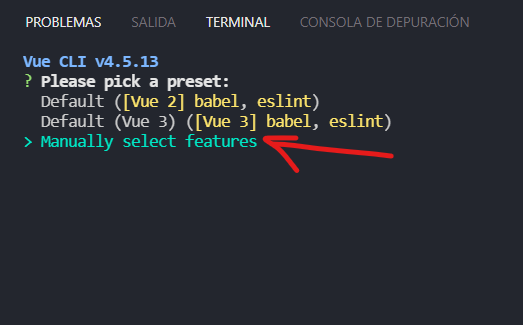 PROBLEMAS SALIDA TERMINAL CONSOLA DE DEPURACIÓN
Vue CLI v4.5.13
? Please pick a preset:
Default ([Vue 2] babel, eslint)
Default (Vue 3) ([Vue 3] babel, eslint)
> Manually select features